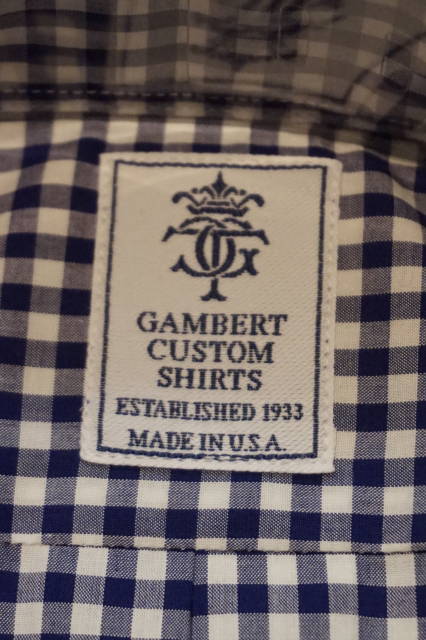 GAMBERT
CUSTOM
SHIRTS
ESTABLISHED 1933
MADE IN U.S.A.